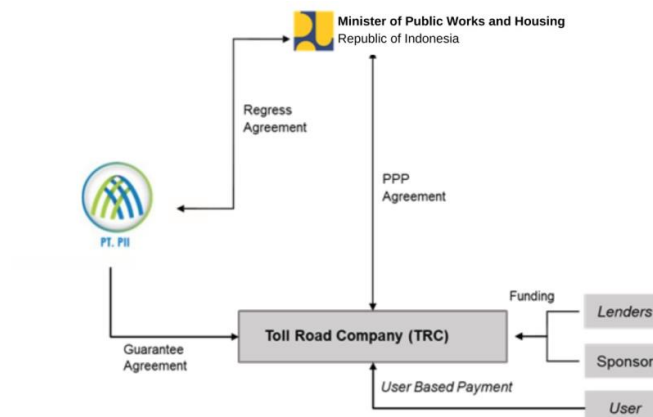 Minister of Public Works and Housing
Republic of Indonesia
Regress
Agreement
PPP
Agreement
PT. PII
Funding
Lenders
Toll Road Company (TRC)
Guarantee
Agreement
Sponsor
User Based Payment
User